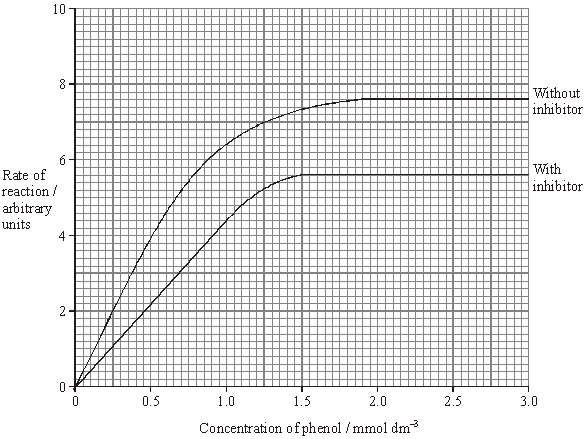 10
8
6
4
2
0
Rate of
reaction /
arbitrary
units
Without
inhibitor
With
inhibitor
0 0.5 1.0 1.5 2.0 2.5 3.0
Concentration of phenol / mmol dm⁻³